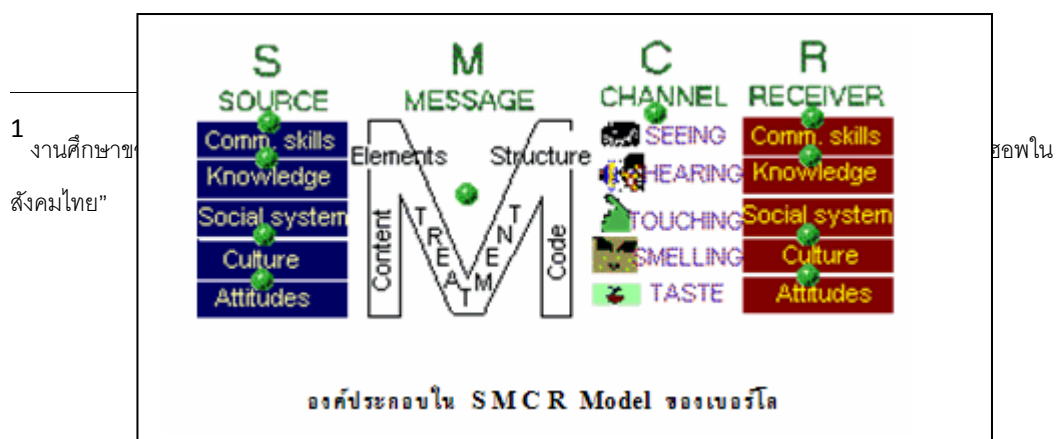 S M C R
SOURCE MESSAGE CHANNEL RECEIVER
Comm. skills Elements Structure SEEING Comm. skills
Knowledge HEARING Knowledge
Social system TOUCHING Social system
Culture SMELLING Culture
Attitudes TASTE Attitudes
Content TREATMENT Code
1
งานศึกษา
ฮอพใน
สังคมไทย”
องค์ประกอบใน SMCR Model ของเบอร์โล